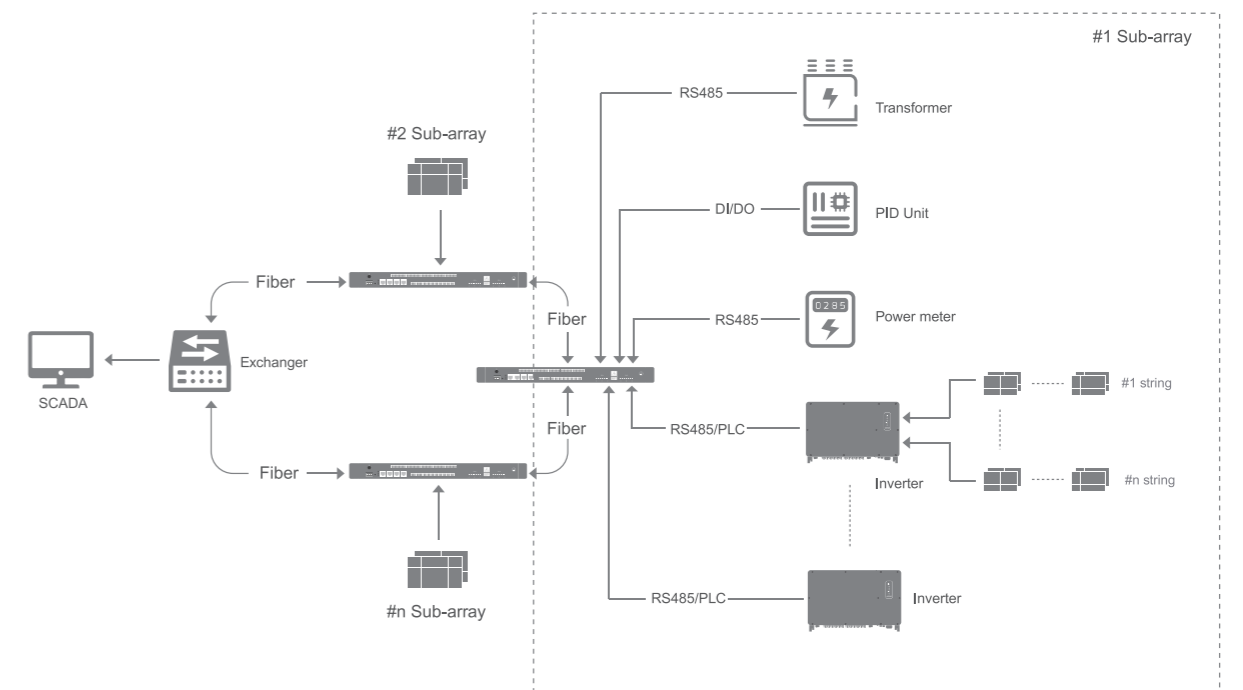 #1 Sub-array
RS485
Transformer
#2 Sub-array
DI/DO
PID Unit
Fiber
Fiber
0285
RS485
Power meter
Exchanger
SCADA
#1 string
Fiber
RS485/PLC
Fiber
Inverter
#n string
#n Sub-array
RS485/PLC
Inverter